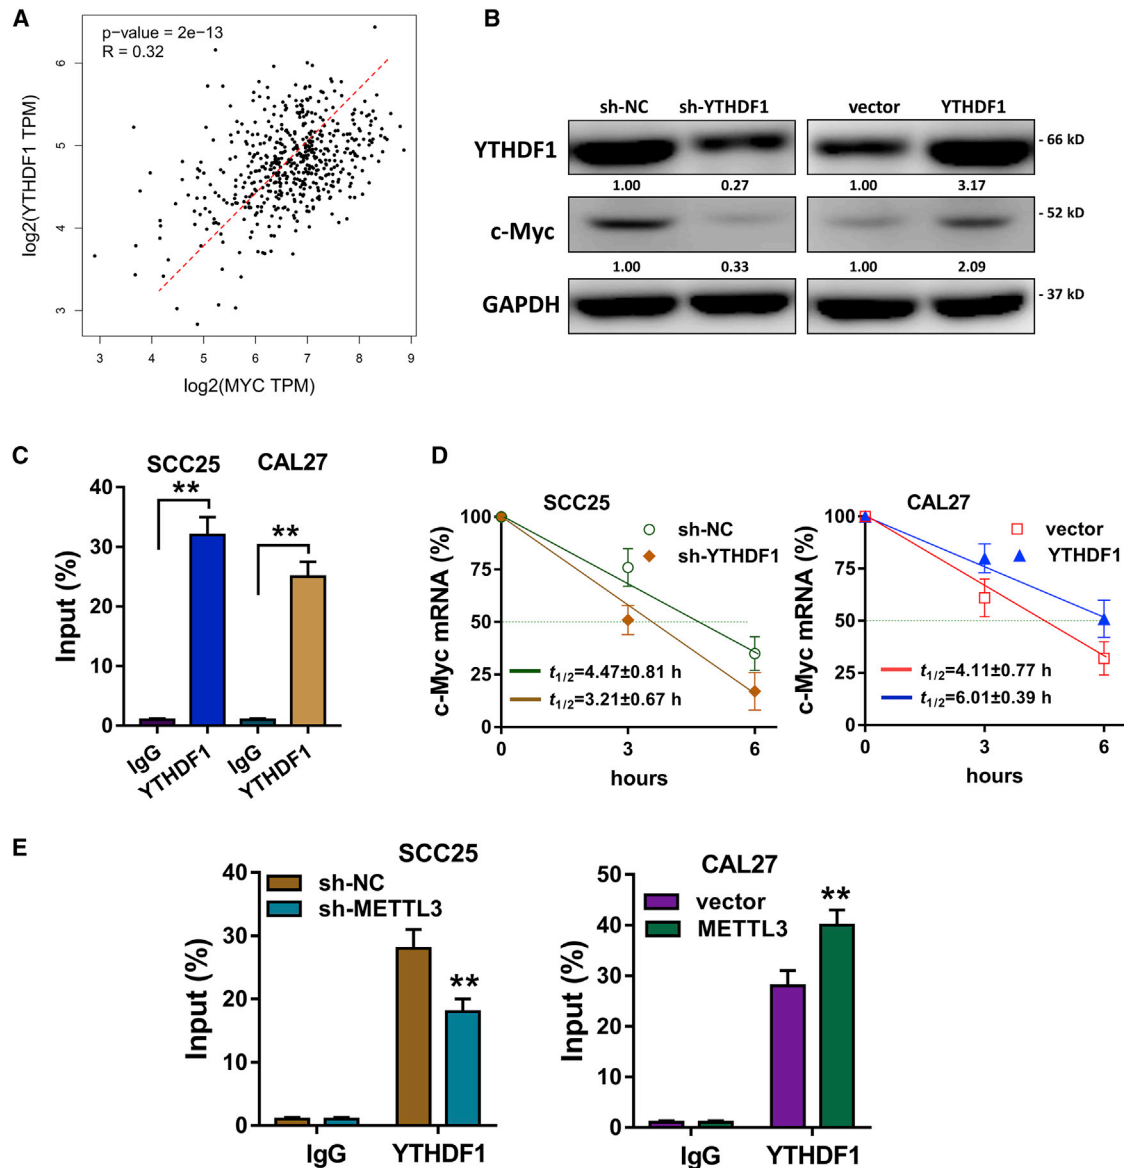 A
p−value = 2e−13
R = 0.32
6
5
4
3
log2(YTHDF1 TPM)
3 4 5 6 7 8 9
log2(MYC TPM)
B
sh-NC sh-YTHDF1 vector YTHDF1
YTHDF1 - 66 kD
1.00 0.27 1.00 3.17
c-Myc - 52 kD
1.00 0.33 1.00 2.09
GAPDH - 37 kD
C
SCC25 CAL27
** **
40
30
20
10
0
Input (%)
IgG YTHDF1 IgG YTHDF1
D
SCC25
sh-NC
sh-YTHDF1
100
75
50
25
0
c-Myc mRNA (%)
t1/2=4.47±0.81 h
t1/2=3.21±0.67 h
0 3 6
hours
CAL27
vector
YTHDF1
100
75
50
25
0
c-Myc mRNA (%)
t1/2=4.11±0.77 h
t1/2=6.01±0.39 h
0 3 6
hours
E
SCC25
sh-NC
sh-METTL3
**
40
30
20
10
0
Input (%)
IgG YTHDF1
CAL27
vector
METTL3
**
50
40
30
20
10
0
Input (%)
IgG YTHDF1